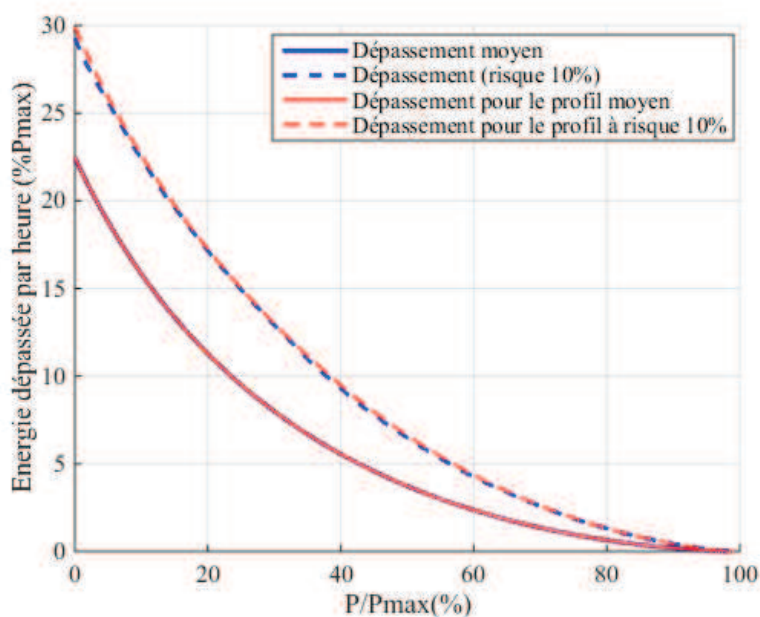 30
25
20
15
10
5
0
Energie dépassée par heure (%Pmax)
Dépassement moyen
Dépassement (risque 10%)
Dépassement pour le profil moyen
Dépassement pour le profil à risque 10%
0 20 40 60 80 100
P/Pmax(%)